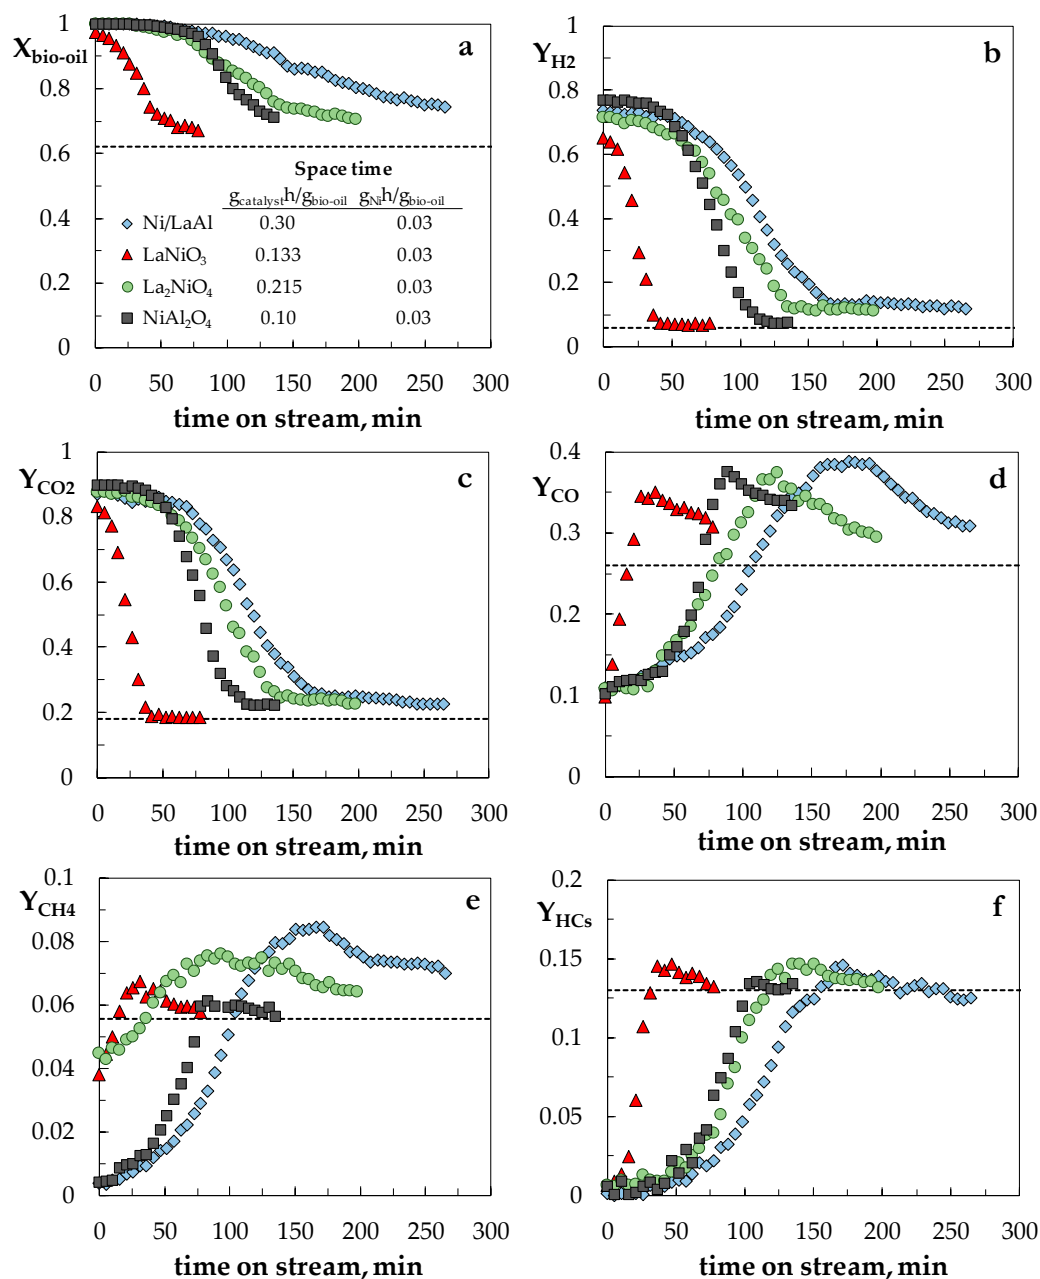 a
X_bio-oil
1
0.8
0.6
0.4
0.2
0
Space time
g_catalyst h/g_bio-oil g_Ni h/g_bio-oil
Ni/LaAl 0.30 0.03
LaNiO₃ 0.133 0.03
La₂NiO₄ 0.215 0.03
NiAl₂O₄ 0.10 0.03
0 50 100 150 200 250 300
time on stream, min
b
Y_H2
1
0.8
0.6
0.4
0.2
0
0 50 100 150 200 250 300
time on stream, min
c
Y_CO2
1
0.8
0.6
0.4
0.2
0
0 50 100 150 200 250 300
time on stream, min
d
Y_CO
0.4
0.3
0.2
0.1
0
0 50 100 150 200 250 300
time on stream, min
e
Y_CH4
0.1
0.08
0.06
0.04
0.02
0
0 50 100 150 200 250 300
time on stream, min
f
Y_HCs
0.2
0.15
0.1
0.05
0
0 50 100 150 200 250 300
time on stream, min